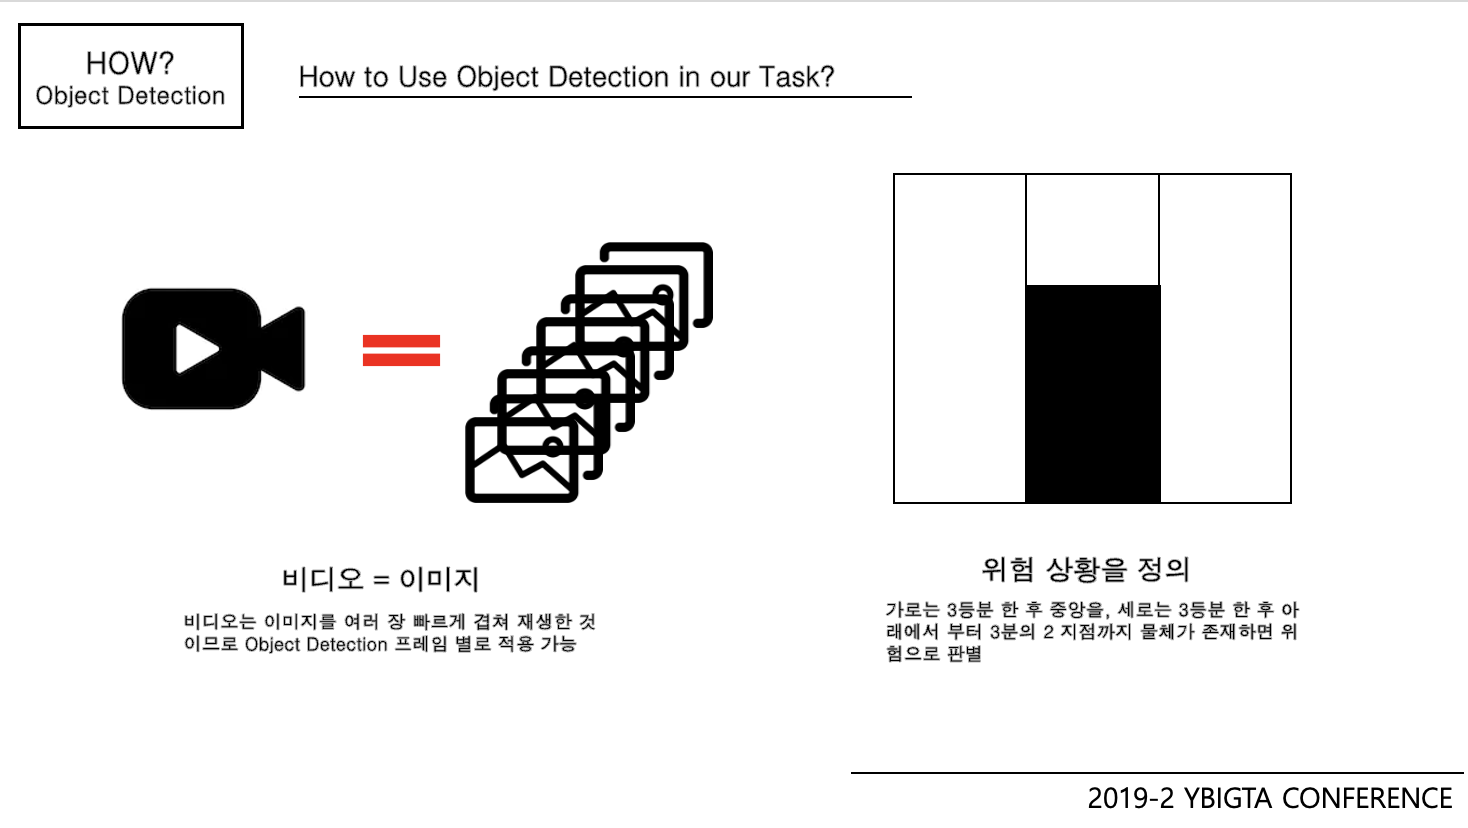 HOW?
Object Detection
How to Use Object Detection in our Task?
비디오 = 이미지
비디오는 이미지를 여러 장 빠르게 겹쳐 재생한 것
이므로 Object Detection 프레임 별로 적용 가능
위험 상황을 정의
가로는 3등분 한 후 중앙을, 세로는 3등분 한 후 아
래에서 부터 3분의 2 지점까지 물체가 존재하면 위
험으로 판별
2019-2 YBIGTA CONFERENCE